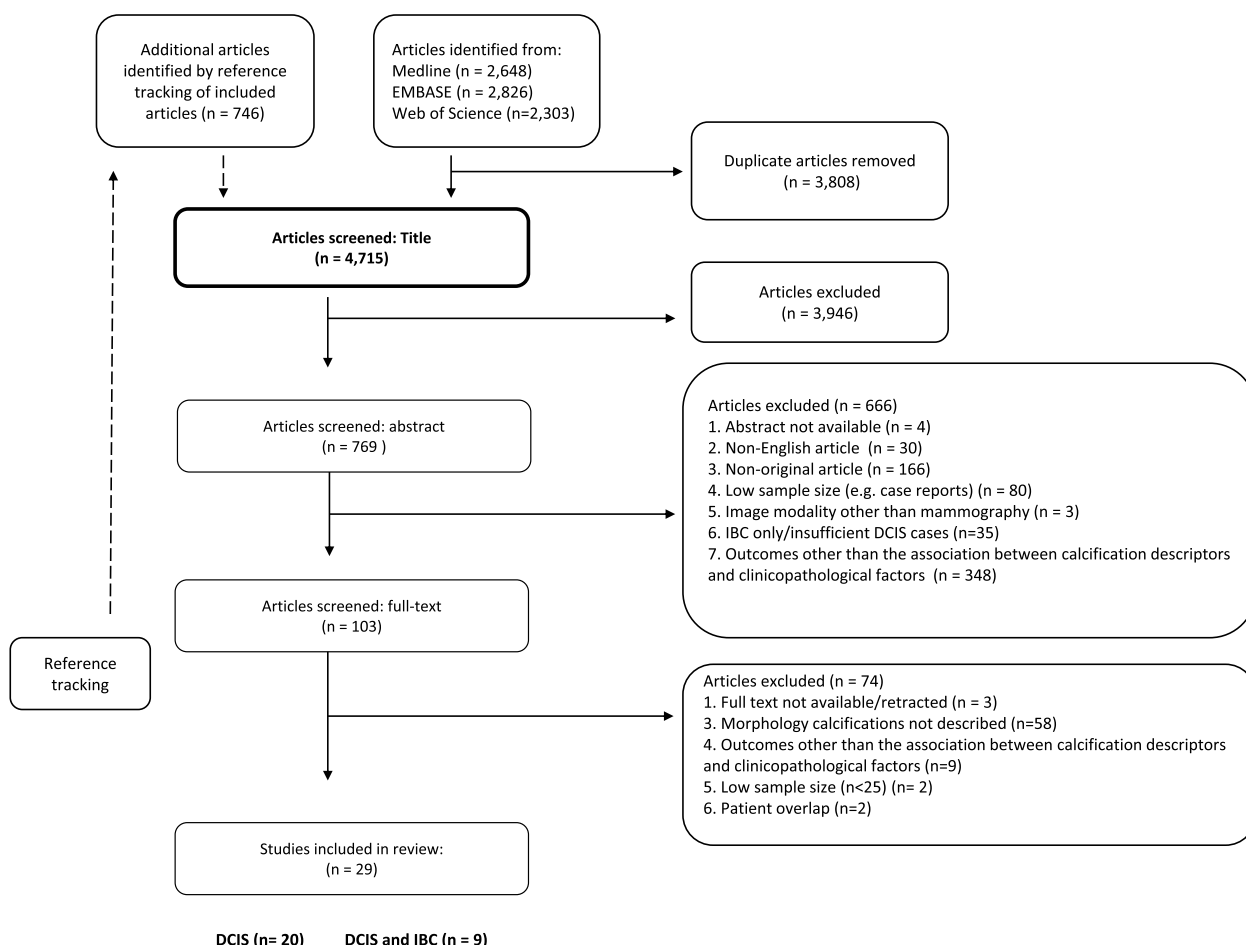 Additional articles
identified by reference
tracking of included
articles (n = 746)
Articles identified from:
Medline (n = 2,648)
EMBASE (n = 2,826)
Web of Science (n=2,303)
Duplicate articles removed
(n = 3,808)
Articles screened: Title
(n = 4,715)
Articles excluded
(n = 3,946)
Articles screened: abstract
(n = 769 )
Articles excluded (n = 666)
1. Abstract not available (n = 4)
2. Non-English article  (n = 30)
3. Non-original article (n = 166)
4. Low sample size (e.g. case reports) (n = 80)
5. Image modality other than mammography (n = 3)
6. IBC only/insufficient DCIS cases (n=35)
7. Outcomes other than the association between calcification descriptors
and clinicopathological factors  (n = 348)
Articles screened: full-text
(n = 103)
Reference
tracking
Articles excluded (n = 74)
1. Full text not available/retracted (n = 3)
3. Morphology calcifications not described (n=58)
4. Outcomes other than the association between calcification descriptors
and clinicopathological factors (n=9)
5. Low sample size (n<25) (n= 2)
6. Patient overlap (n=2)
Studies included in review:
(n = 29)
DCIS (n= 20) DCIS and IBC (n = 9)